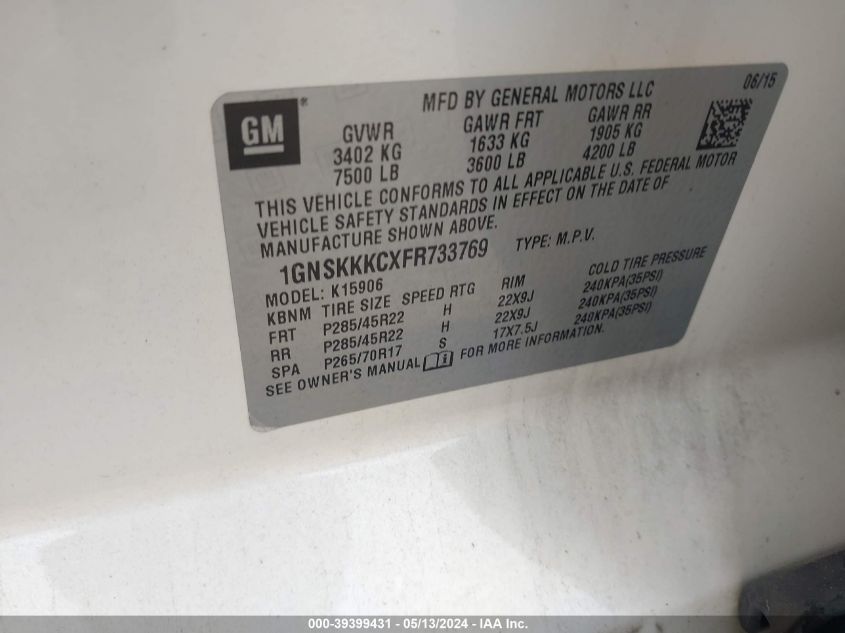 GM®
MFD BY GENERAL MOTORS LLC 06/15
GVWR GAWR FRT GAWR RR
3402 KG 1633 KG 1905 KG
7500 LB 3600 LB 4200 LB
THIS VEHICLE CONFORMS TO ALL APPLICABLE U.S. FEDERAL MOTOR
VEHICLE SAFETY STANDARDS IN EFFECT ON THE DATE OF
MANUFACTURE SHOWN ABOVE.
1GNSKKKCXFR733769 TYPE: M.P.V.
MODEL: K15906
KBNM TIRE SIZE SPEED RTG RIM COLD TIRE PRESSURE
FRT P285/45R22 H 22X9J 240KPA(35PSI)
RR P285/45R22 H 22X9J 240KPA(35PSI)
SPA P265/70R17 S 17X7.5J 240KPA(35PSI)
SEE OWNER'S MANUAL FOR MORE INFORMATION.
000-39399431 - 05/13/2024 - IAA Inc.